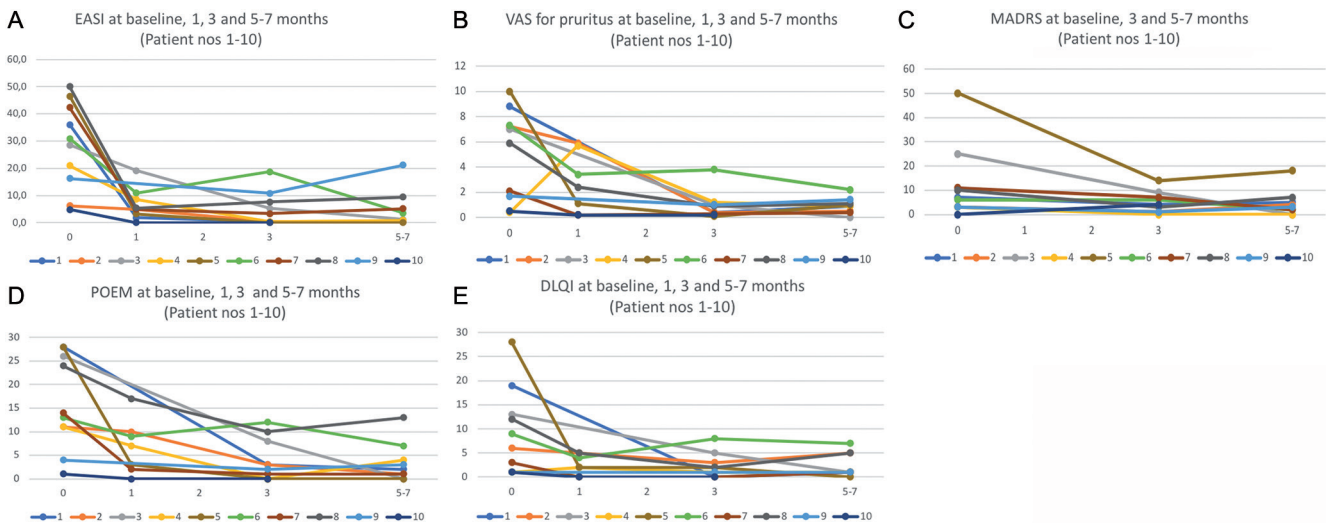 A
EASI at baseline, 1, 3 and 5-7 months
(Patient nos 1-10)
60,0
50,0
40,0
30,0
20,0
10,0
0,0
0 1 2 3 5-7
1 2 3 4 5 6 7 8 9 10
B
VAS for pruritus at baseline, 1, 3 and 5-7 months
(Patient nos 1-10)
12
10
8
6
4
2
0
0 1 2 3 5-7
1 2 3 4 5 6 7 8 9 10
C
MADRS at baseline, 3 and 5-7 months
(Patient nos 1-10)
60
50
40
30
20
10
0
0 1 2 3 5-7
1 2 3 4 5 6 7 8 9 10
D
POEM at baseline, 1, 3 and 5-7 months
(Patient nos 1-10)
30
25
20
15
10
5
0
0 1 2 3 5-7
1 2 3 4 5 6 7 8 9 10
E
DLQI at baseline, 1, 3 and 5-7 months
(Patient nos 1-10)
30
25
20
15
10
5
0
0 1 2 3 5-7
1 2 3 4 5 6 7 8 9 10